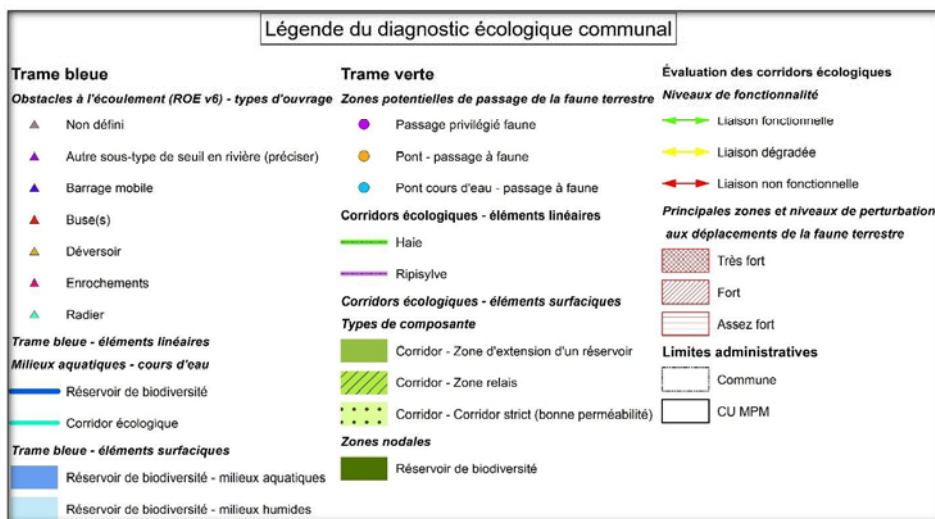 Légende du diagnostic écologique communal
Trame bleue
Obstacles à l'écoulement (ROE v6) - types d'ouvrage
Non défini
Autre sous-type de seuil en rivière (préciser)
Barrage mobile
Buse(s)
Déversoir
Enrochements
Radier
Trame bleue - éléments linéaires
Milieux aquatiques - cours d'eau
Réservoir de biodiversité
Corridor écologique
Trame bleue - éléments surfaciques
Réservoir de biodiversité - milieux aquatiques
Réservoir de biodiversité - milieux humides
Trame verte
Zones potentielles de passage de la faune terrestre
Passage privilégié faune
Pont - passage à faune
Pont cours d'eau - passage à faune
Corridors écologiques - éléments linéaires
Haie
Ripisylve
Corridors écologiques - éléments surfaciques
Types de composante
Corridor - Zone d'extension d'un réservoir
Corridor - Zone relais
Corridor - Corridor strict (bonne perméabilité)
Zones nodales
Réservoir de biodiversité
Évaluation des corridors écologiques
Niveaux de fonctionnalité
Liaison fonctionnelle
Liaison dégradée
Liaison non fonctionnelle
Principales zones et niveaux de perturbation
aux déplacements de la faune terrestre
Très fort
Fort
Assez fort
Limites administratives
Commune
CU MPM